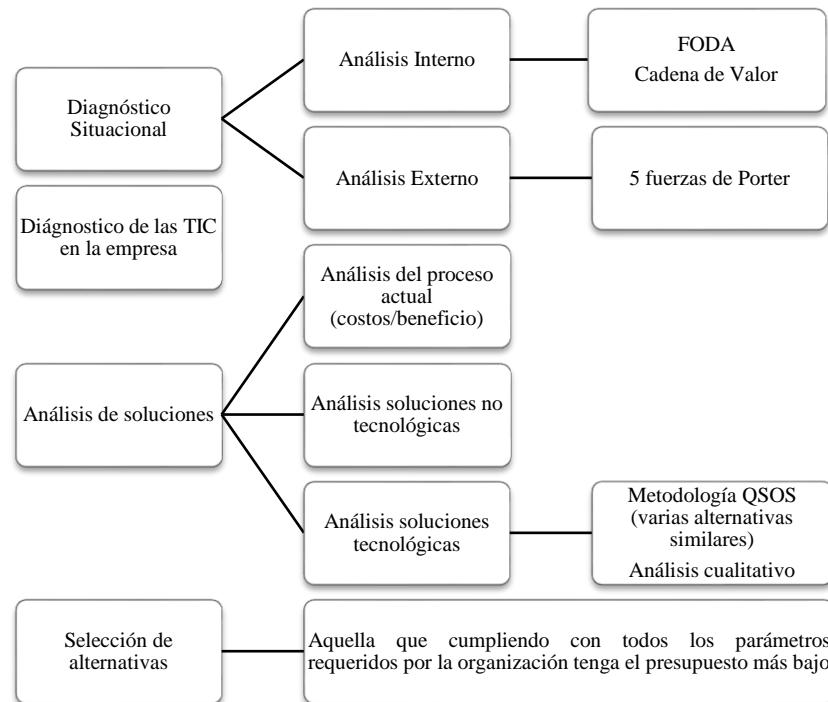 Diagnóstico
Situacional
Análisis Interno
FODA
Cadena de Valor
Análisis Externo
5 fuerzas de Porter
Diágnostico de las TIC
en la empresa
Análisis de soluciones
Análisis del proceso
actual
(costos/beneficio)
Análisis soluciones no
tecnológicas
Análisis soluciones
tecnológicas
Metodología QSOS
(varias alternativas
similares)
Análisis cualitativo
Selección de
alternativas
Aquella que cumpliendo con todos los parámetros
requeridos por la organización tenga el presupuesto más bajo